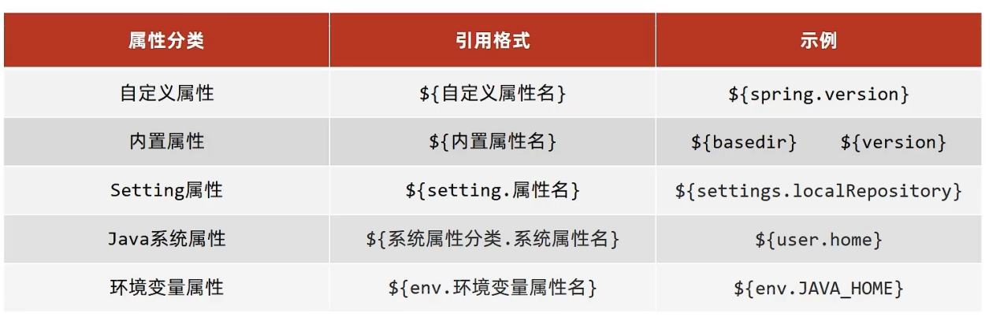 属性分类 引用格式 示例
自定义属性 ${自定义属性名} ${spring.version}
内置属性 ${内置属性名} ${basedir} ${version}
Setting属性 ${setting.属性名} ${settings.localRepository}
Java系统属性 ${系统属性分类.系统属性名} ${user.home}
环境变量属性 ${env.环境变量属性名} ${env.JAVA_HOME}